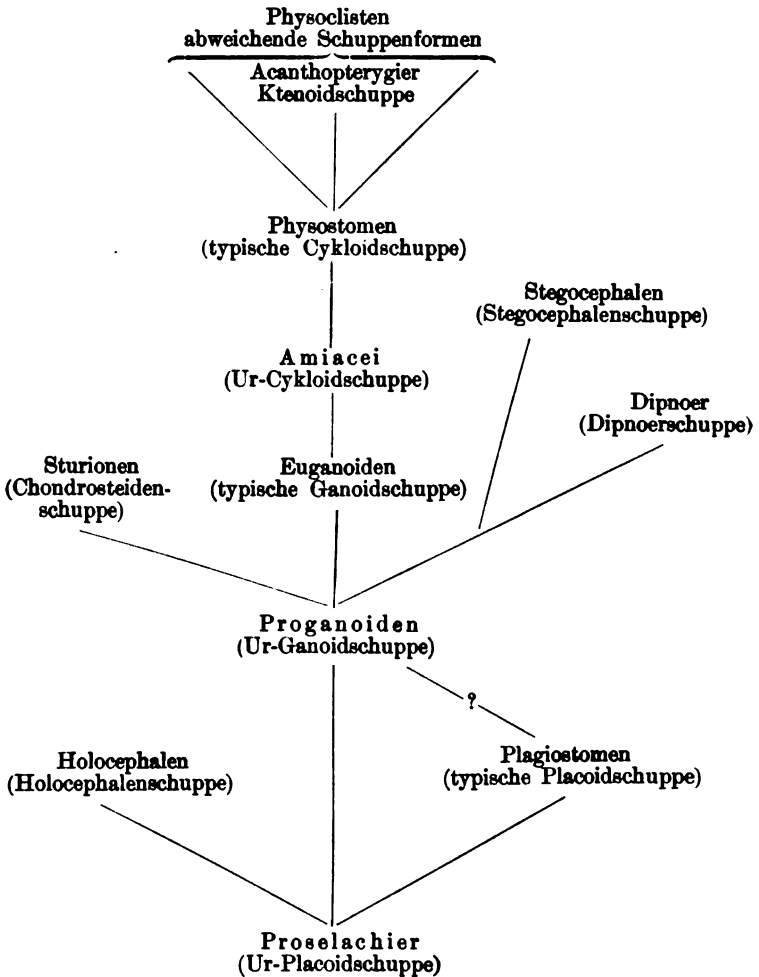 Physoclisten
abweichende Schuppenformen
Acanthopterygier
Ktenoidschuppe
Physostomen
(typische Cykloidschuppe)
Stegocephalen
(Stegocephalenschuppe)
Amiacei
(Ur-Cykloidschuppe)
Dipnoer
(Dipnoerschuppe)
Sturionen
(Chondrosteiden-
schuppe)
Euganoiden
(typische Ganoidschuppe)
Proganoiden
(Ur-Ganoidschuppe)
?
Holocephalen
(Holocephalenschuppe)
Plagiostomen
(typische Placoidschuppe)
Proselachier
(Ur-Placoidschuppe)